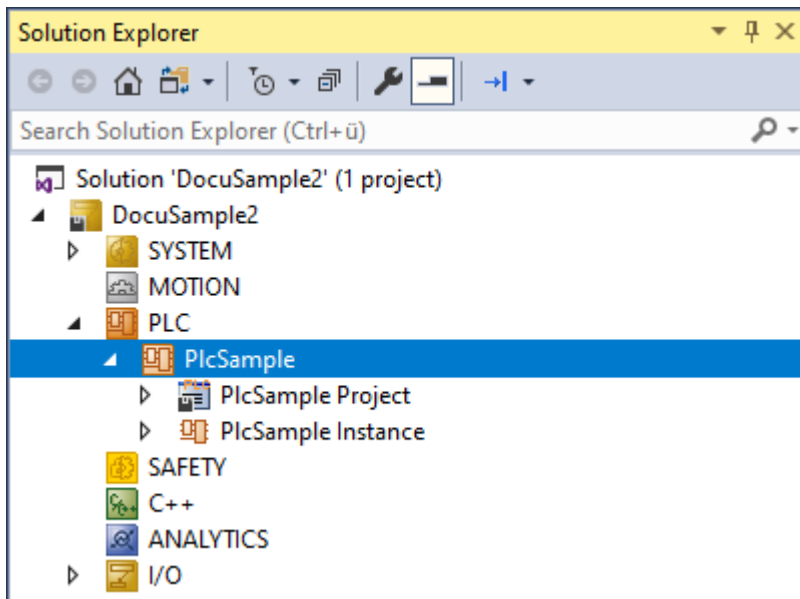 Solution Explorer
Search Solution Explorer (Ctrl+ü)
Solution 'DocuSample2' (1 project)
DocuSample2
SYSTEM
MOTION
PLC
PlcSample
PlcSample Project
PlcSample Instance
SAFETY
C++
ANALYTICS
I/O